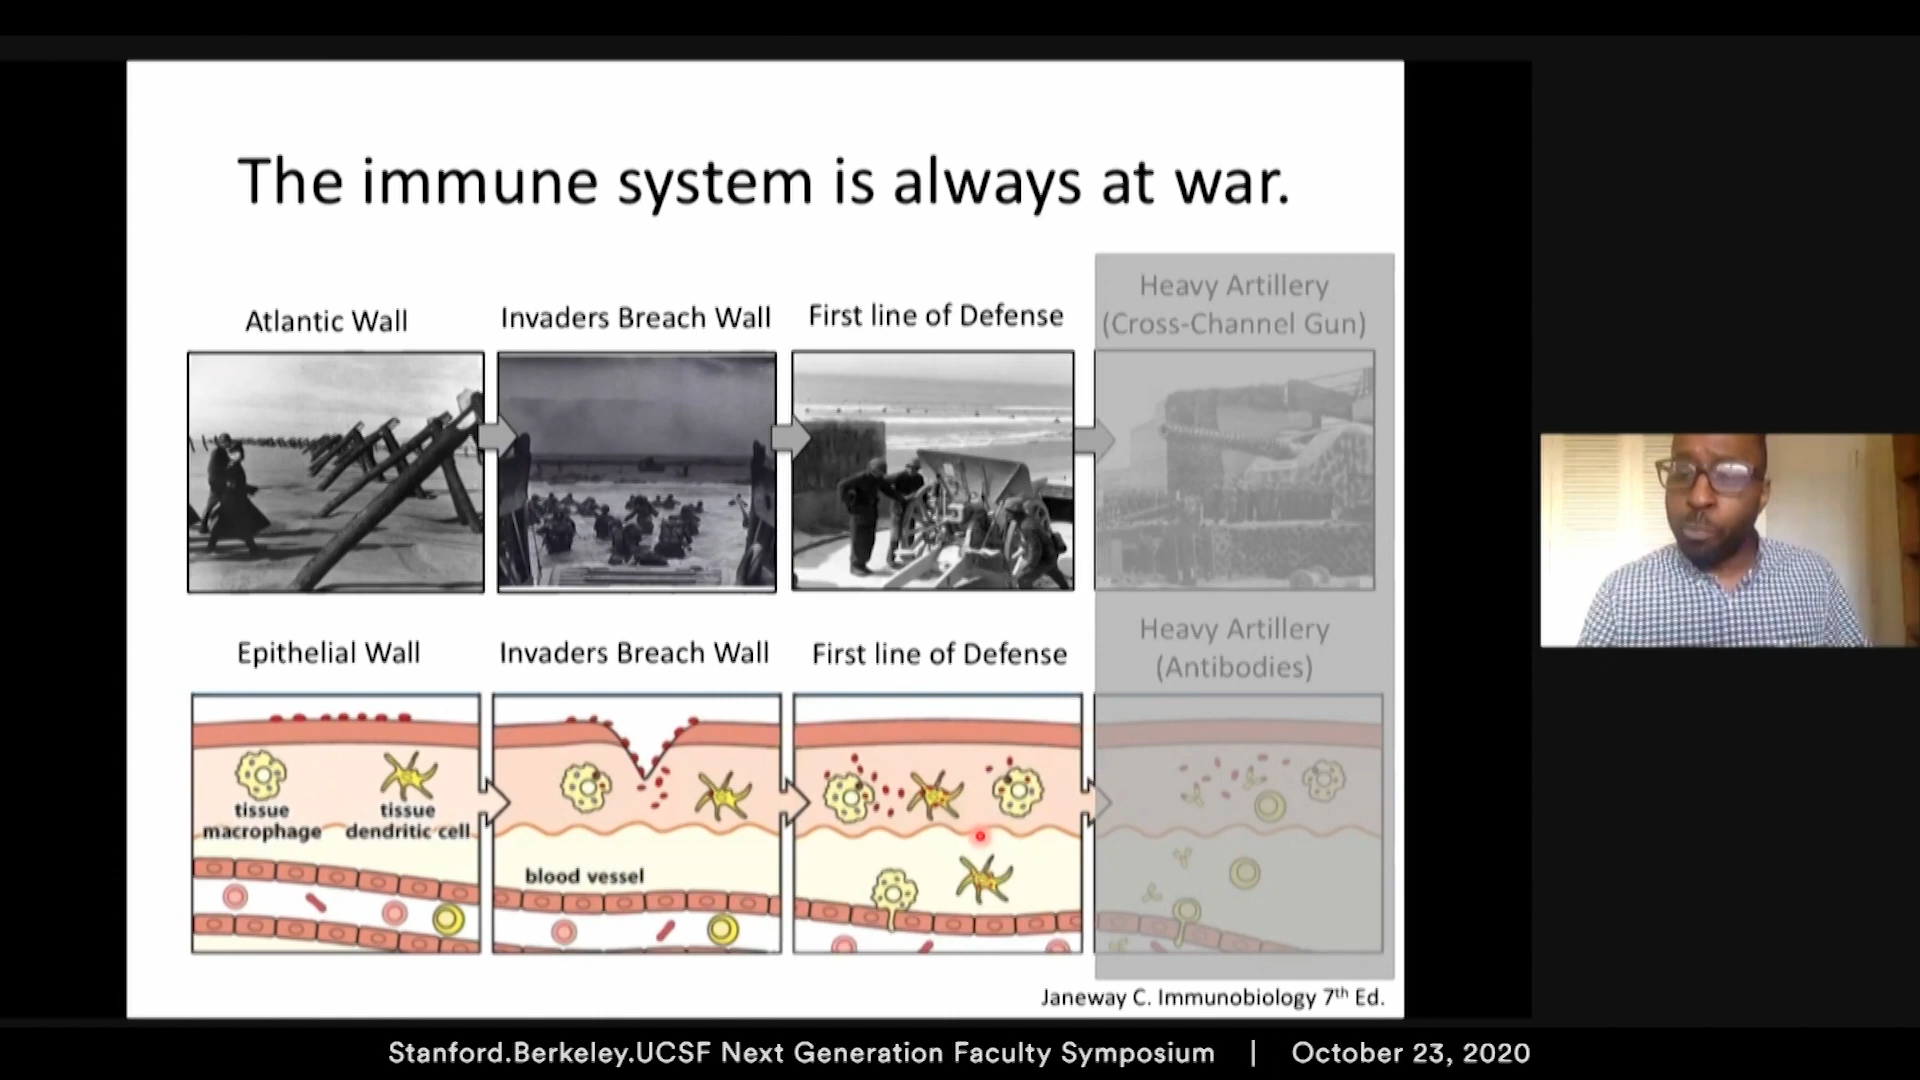 The immune system is always at war.
Atlantic Wall
Invaders Breach Wall
First line of Defense
Heavy Artillery
(Cross-Channel Gun)
Epithelial Wall
Invaders Breach Wall
First line of Defense
Heavy Artillery
(Antibodies)
tissue
macrophage
tissue
dendritic cell
blood vessel
Janeway C. Immunobiology 7th Ed.
Stanford.Berkeley.UCSF Next Generation Faculty Symposium | October 23, 2020